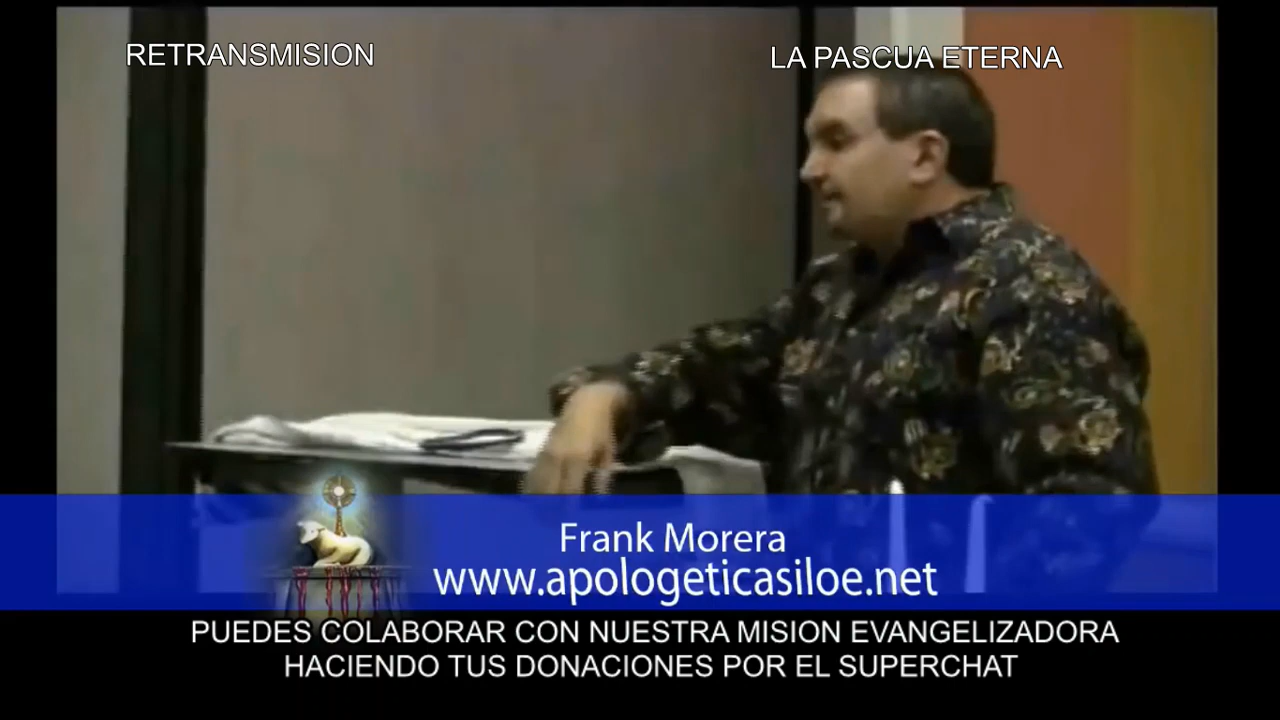 RETRANSMISION
LA PASCUA ETERNA
Frank Morera
www.apologeticasiloe.net
PUEDES COLABORAR CON NUESTRA MISION EVANGELIZADORA
HACIENDO TUS DONACIONES POR EL SUPERCHAT